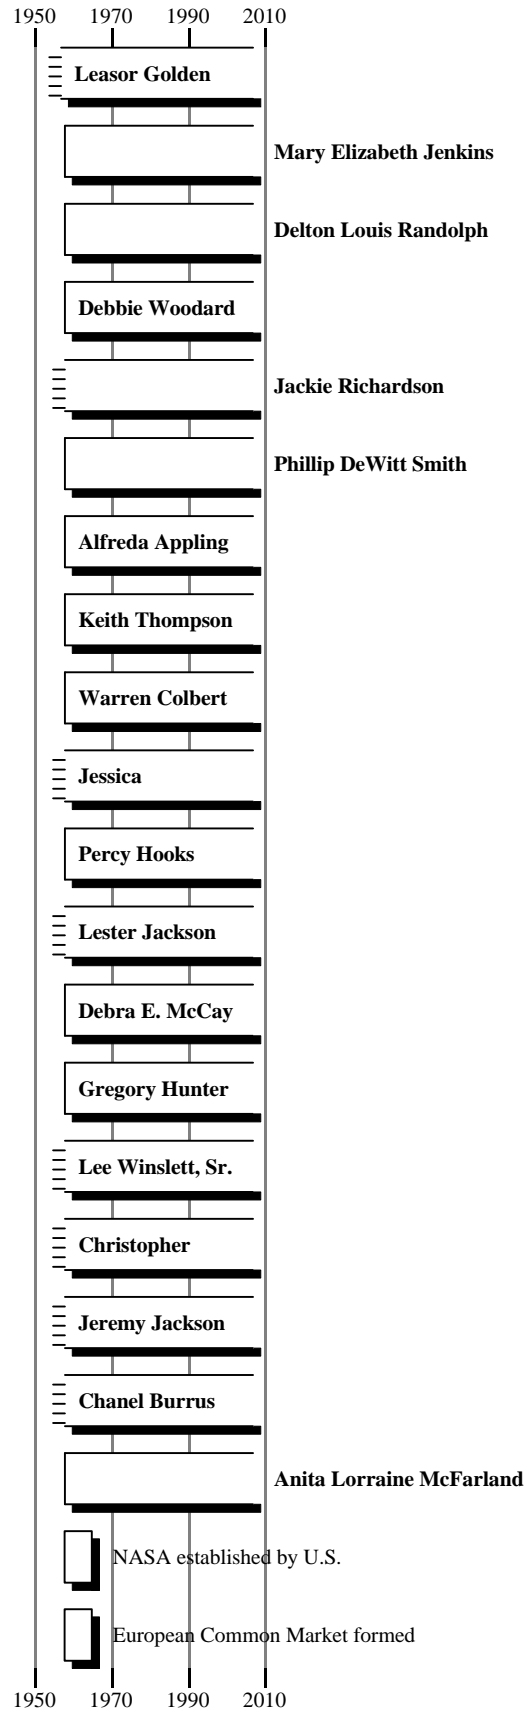 1950 1970 1990 2010
Leasor Golden
Mary Elizabeth Jenkins
Delton Louis Randolph
Debbie Woodard
Jackie Richardson
Phillip DeWitt Smith
Alfreda Appling
Keith Thompson
Warren Colbert
Jessica
Percy Hooks
Lester Jackson
Debra E. McCay
Gregory Hunter
Lee Winslett, Sr.
Christopher
Jeremy Jackson
Chanel Burrus
Anita Lorraine McFarland
NASA established by U.S.
European Common Market formed
1950 1970 1990 2010